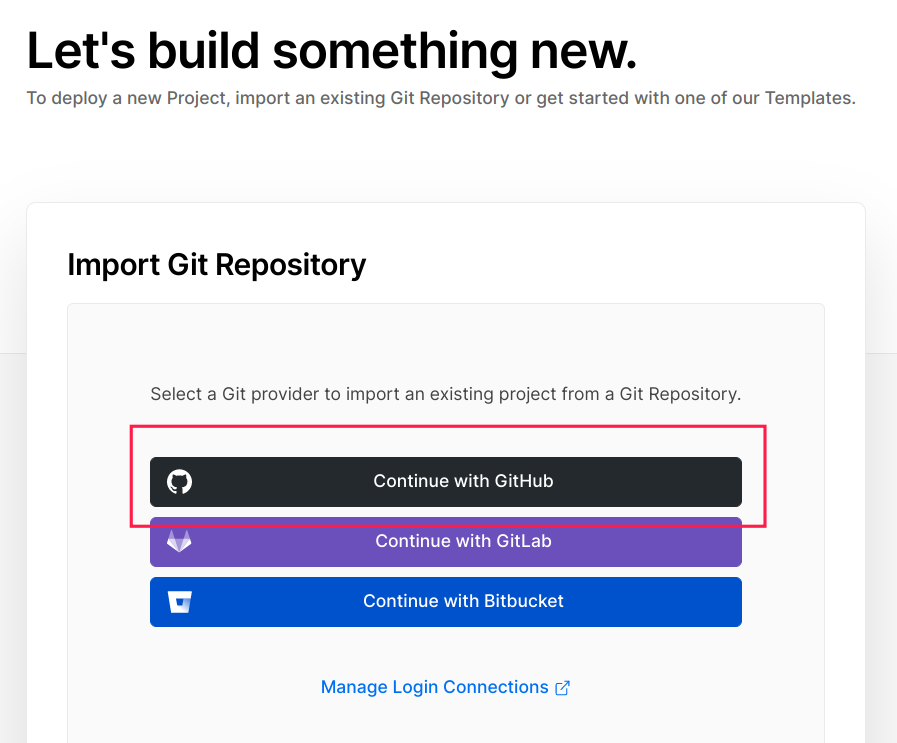 Let's build something new.
To deploy a new Project, import an existing Git Repository or get started with one of our Templates.
Import Git Repository
Select a Git provider to import an existing project from a Git Repository.
Continue with GitHub
Continue with GitLab
Continue with Bitbucket
Manage Login Connections